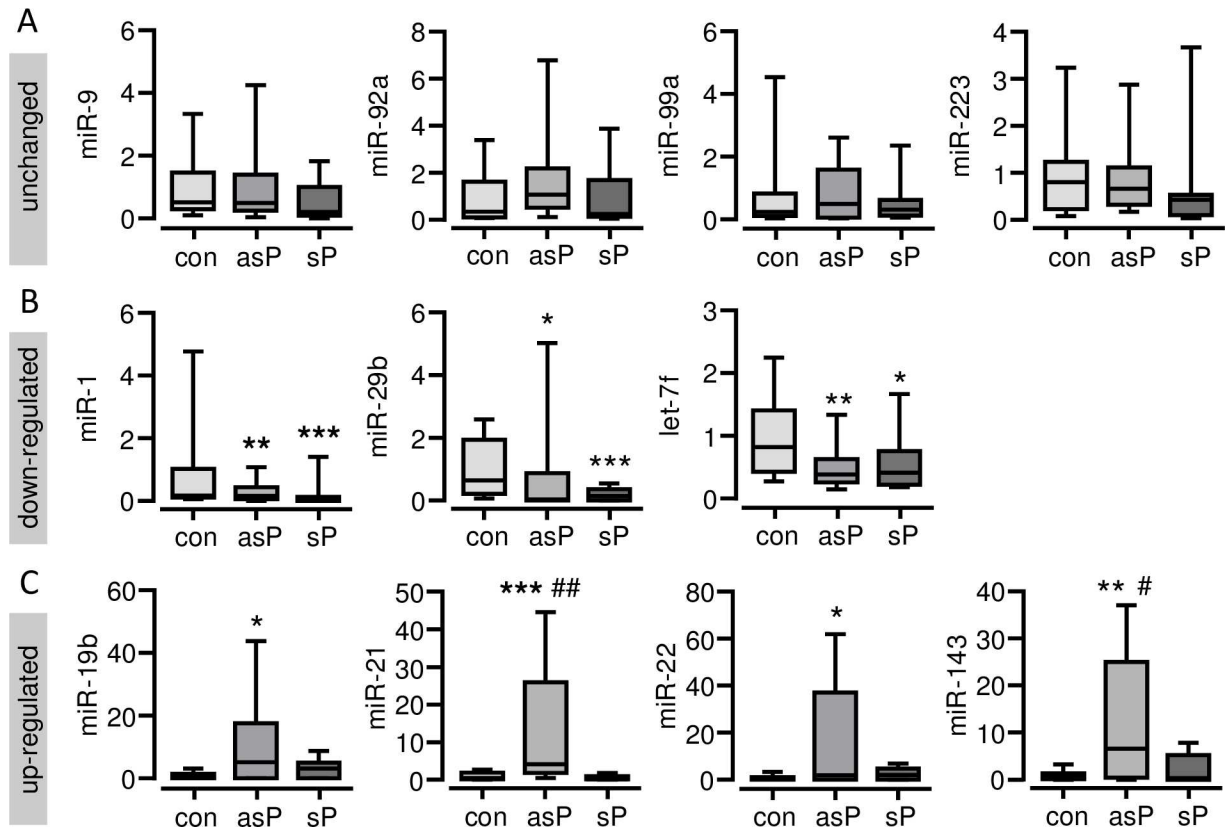 A
unchanged
miR-9
6
4
2
0
con asP sP
miR-92a
8
6
4
2
0
con asP sP
miR-99a
6
4
2
0
con asP sP
miR-223
4
3
2
1
0
con asP sP
B
down-regulated
miR-1
6
4
2
0
** ***
con asP sP
miR-29b
6
4
2
0
*
***
con asP sP
let-7f
3
2
1
0
**
*
con asP sP
C
up-regulated
miR-19b
60
40
20
0
*
con asP sP
miR-21
50
40
30
20
10
0
*** ##
con asP sP
miR-22
80
60
40
20
0
*
con asP sP
miR-143
40
30
20
10
0
** #
con asP sP